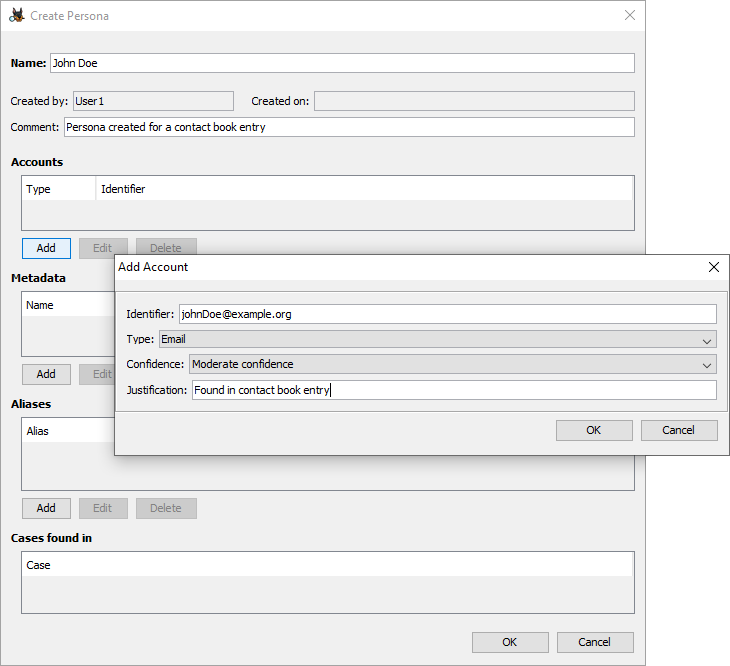 Create Persona
Name: John Doe
Created by: User1 Created on:
Comment: Persona created for a contact book entry
Accounts
Type Identifier
Add Edit Delete
Add Account
Metadata
Name
Identifier: johnDoe@example.org
Type: Email
Confidence: Moderate confidence
Add Edit
Justification: Found in contact book entry
Aliases
Alias
OK Cancel
Add Edit Delete
Cases found in
Case
OK Cancel